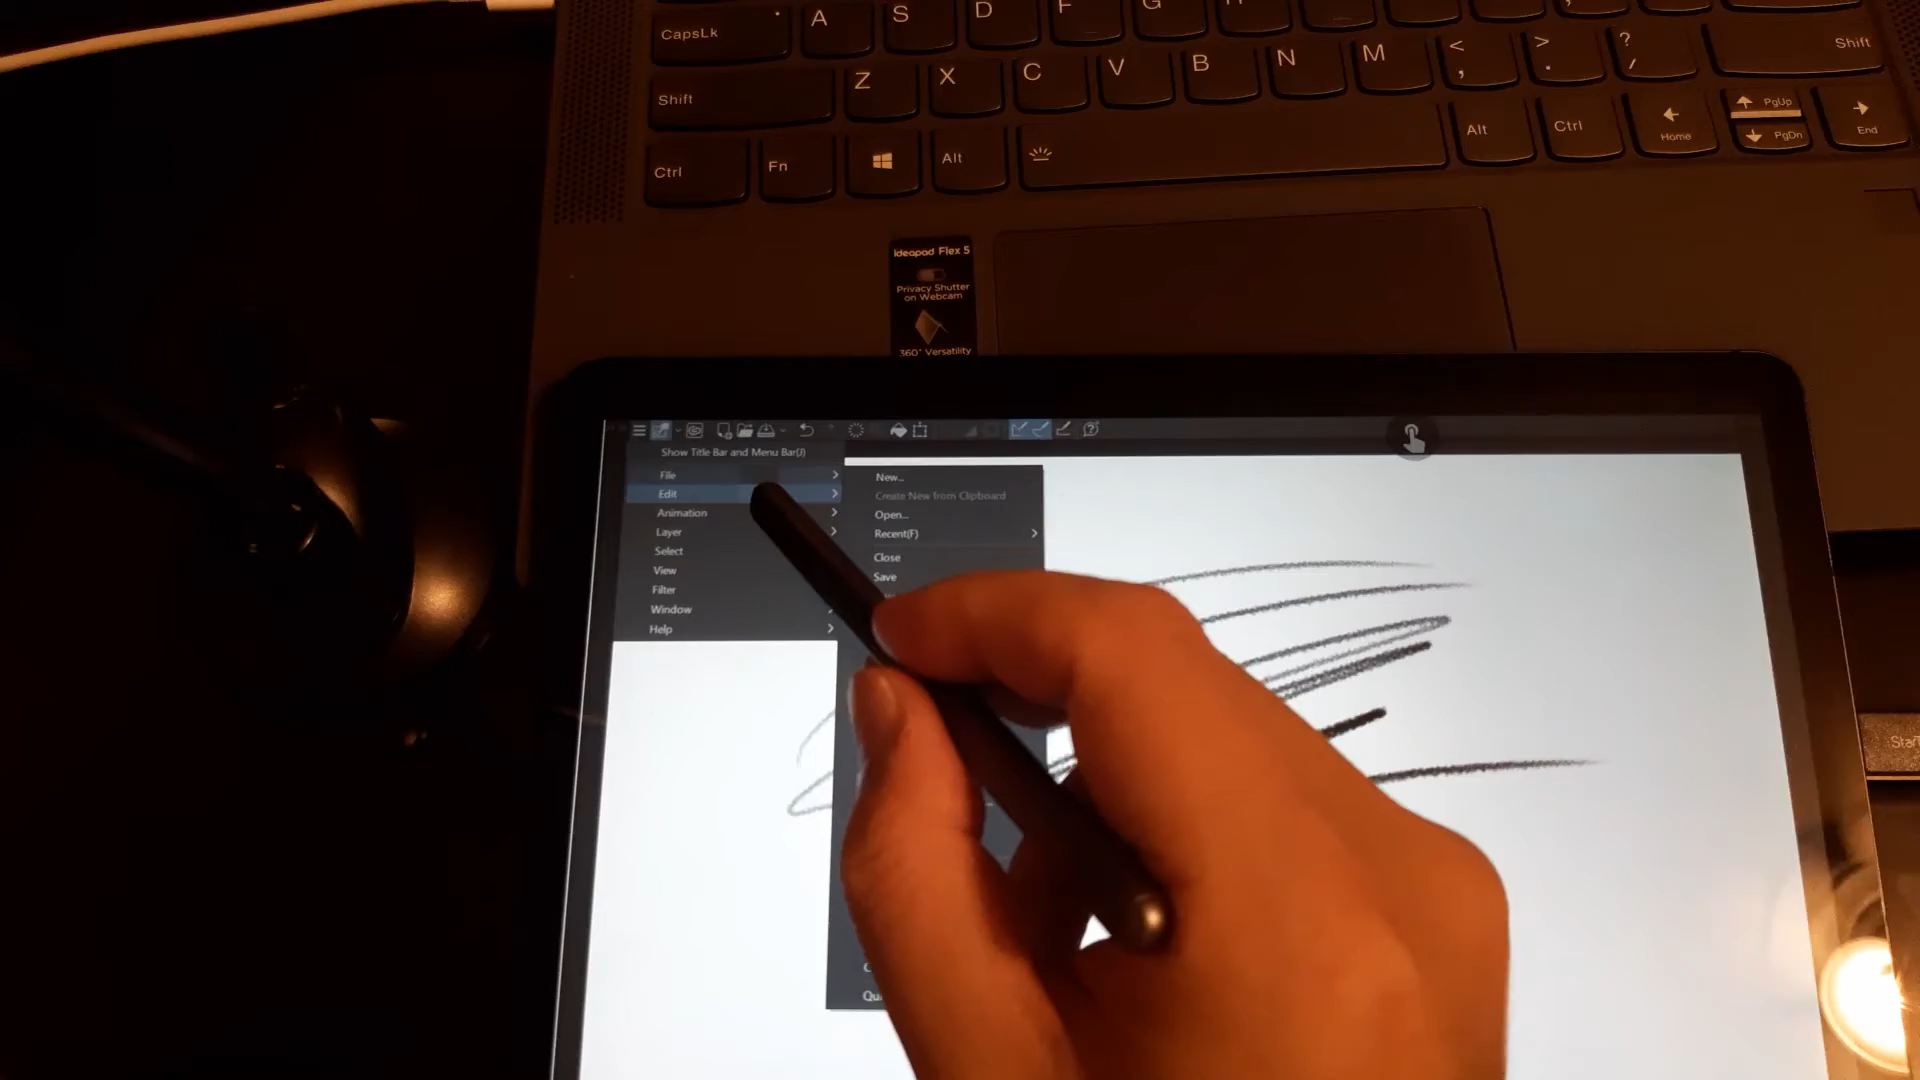 CapsLk A S D F G
Shift Z X C V B N M < , > . ? / Shift
Ctrl Fn Alt Alt Ctrl Home PgUp PgDn End
ideapad Flex 5
Privacy Shutter
on Webcam
360° Versatility
Show Title Bar and Menu Bar(J)
File
Edit
Animation
Layer
Select
View
Filter
Window
Help
New...
Create New from Clipboard
Open...
Recent(F)
Close
Save